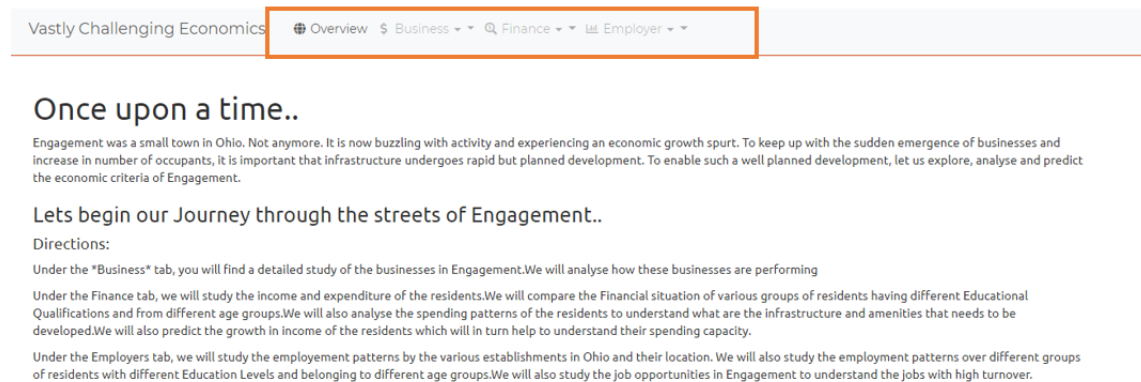 Vastly Challenging Economics Overview $ Business Finance Employer
Once upon a time..
Engagement was a small town in Ohio. Not anymore. It is now buzzling with activity and experiencing an economic growth spurt. To keep up with the sudden emergence of businesses and
increase in number of occupants, it is important that infrastructure undergoes rapid but planned development. To enable such a well planned development, let us explore, analyse and predict
the economic criteria of Engagement.
Lets begin our Journey through the streets of Engagement..
Directions:
Under the *Business* tab, you will find a detailed study of the businesses in Engagement.We will analyse how these businesses are performing
Under the Finance tab, we will study the income and expenditure of the residents.We will compare the Financial situation of various groups of residents having different Educational
Qualifications and from different age groups.We will also analyse the spending patterns of the residents to understand what are the infrastructure and amenities that needs to be
developed.We will also predict the growth in income of the residents which will in turn help to understand their spending capacity.
Under the Employers tab, we will study the employement patterns by the various establishments in Ohio and their location. We will also study the employment patterns over different groups
of residents with different Education Levels and belonging to different age groups.We will also study the job opportunities in Engagement to understand the jobs with high turnover.